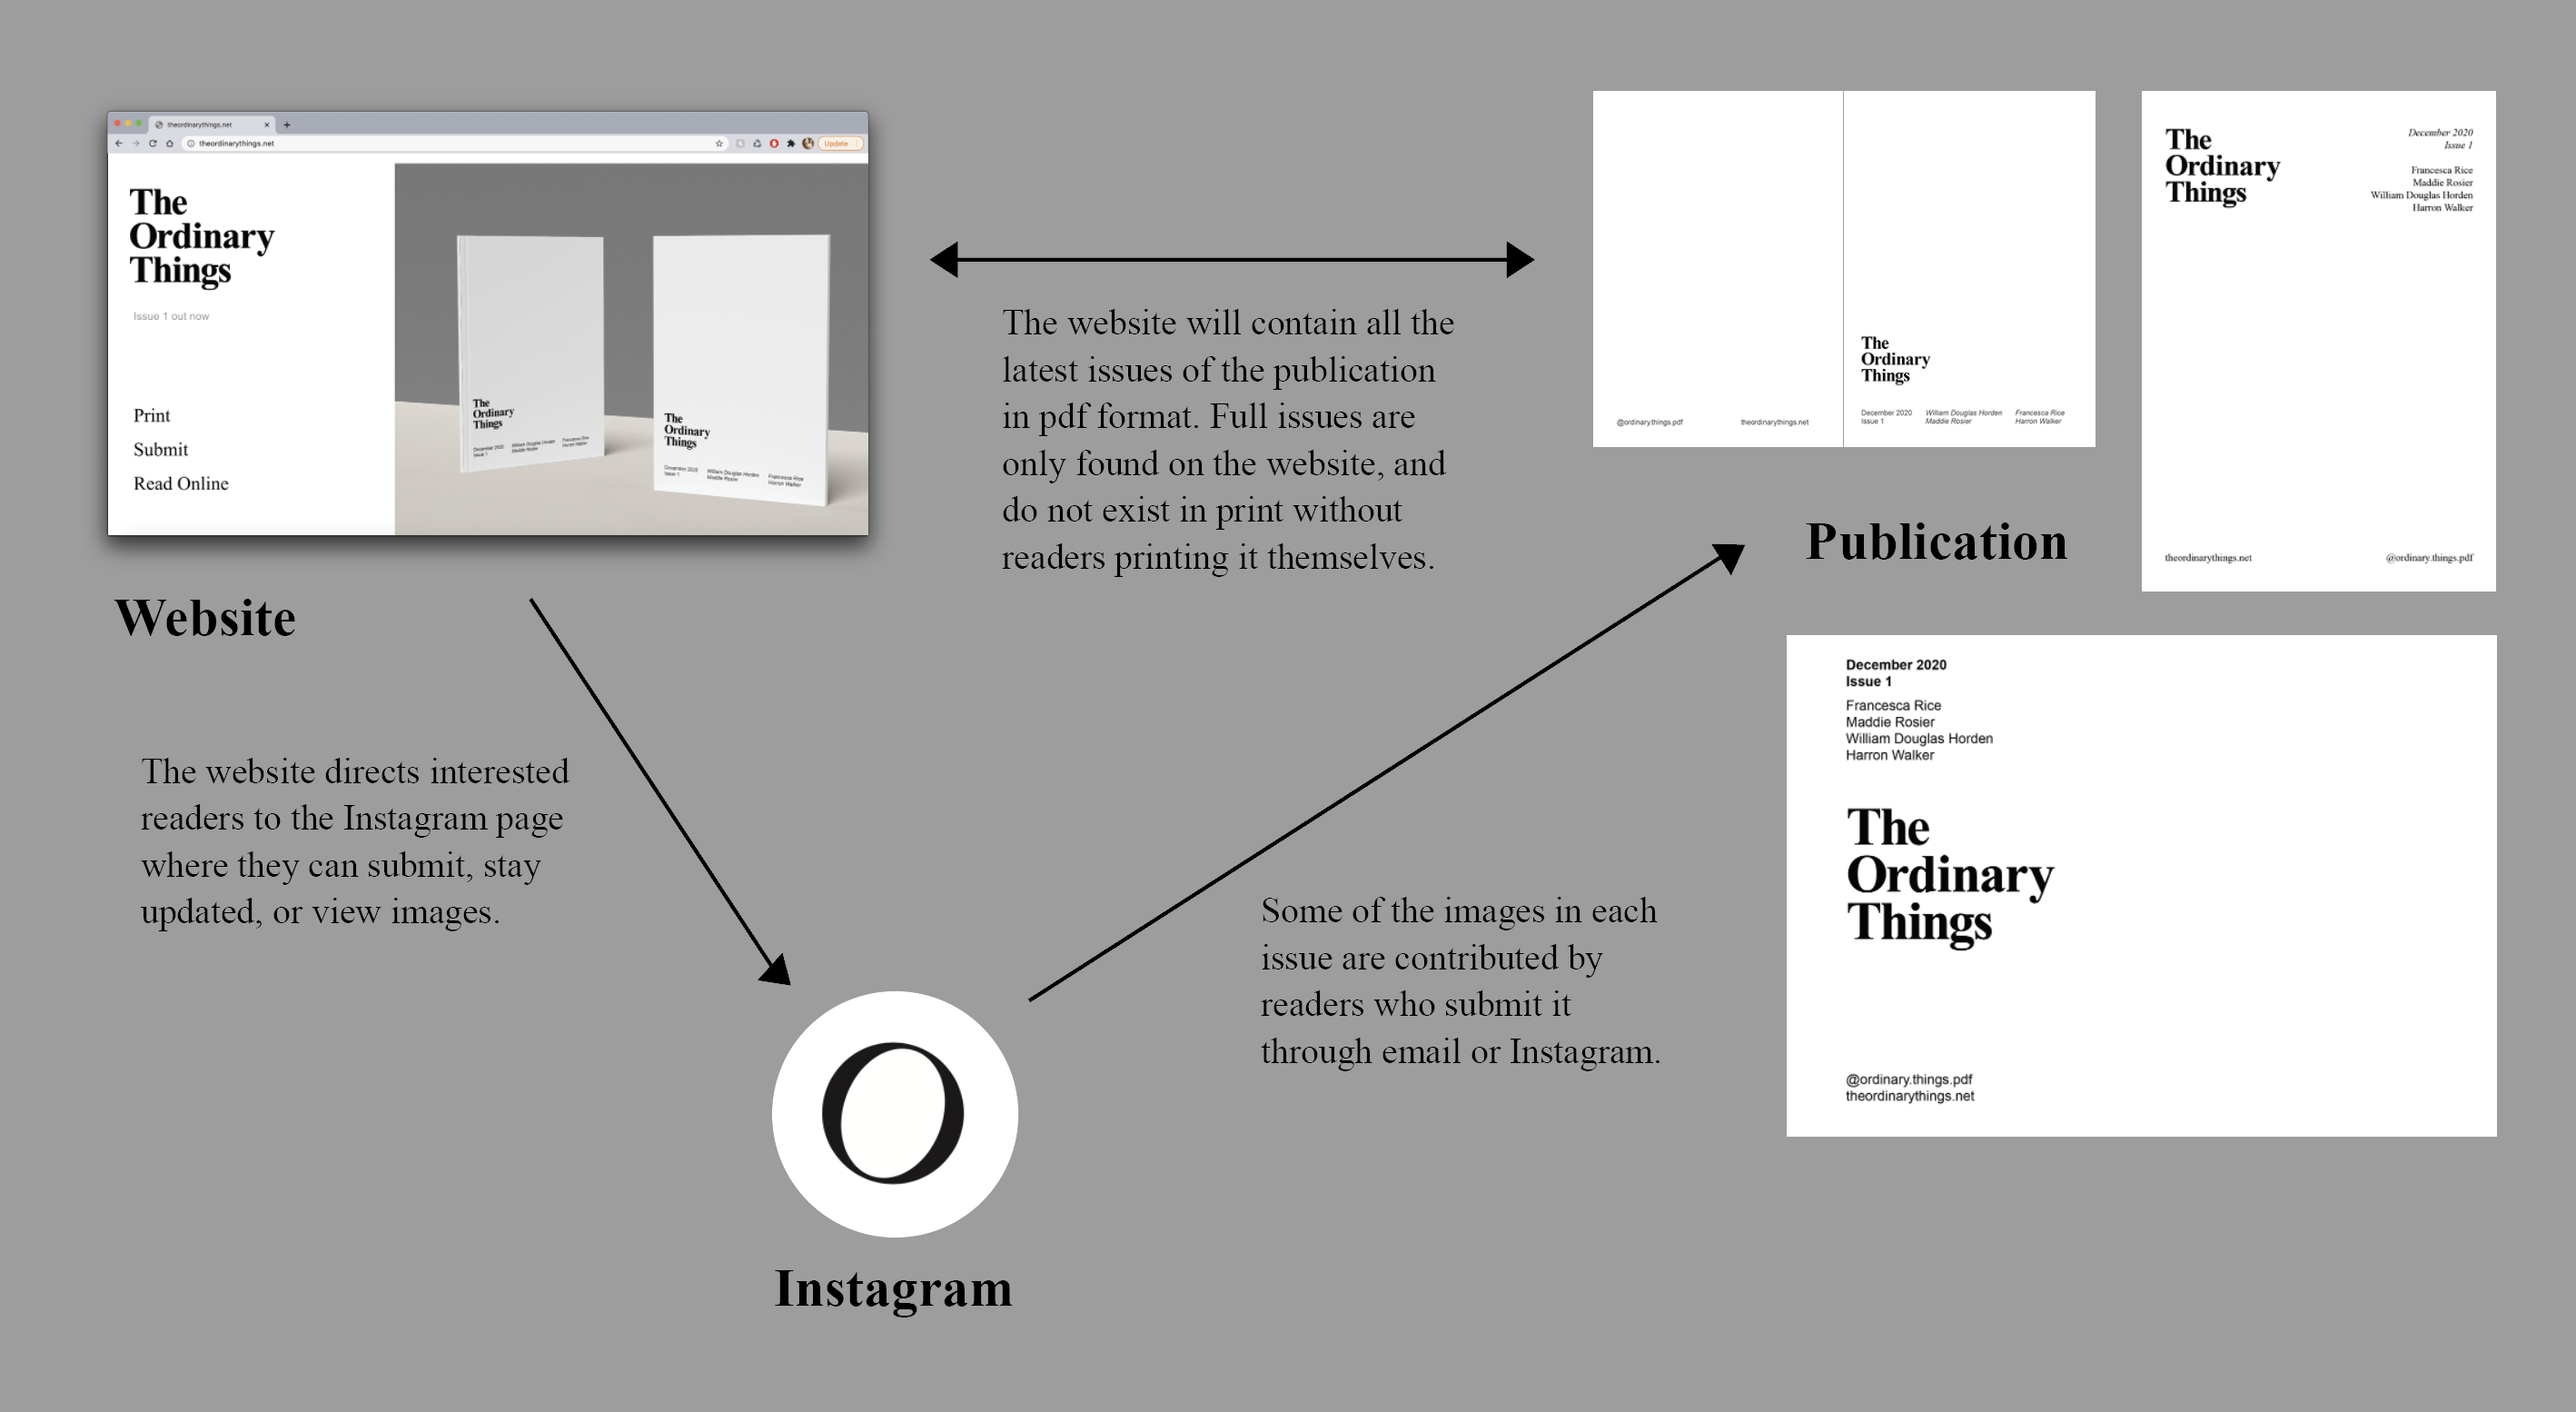 theordinarythings.net
theordinarythings.net
Update
The
Ordinary
Things
Issue 1 out now
Print
Submit
Read Online
The
Ordinary
Things
December 2020
Issue 1
William Douglas Horden
Maddie Rosier
Francesca Rice
Harron Walker
The
Ordinary
Things
December 2020
Issue 1
William Douglas Horden
Maddie Rosier
Francesca Rice
Harron Walker
Website
The website will contain all the
latest issues of the publication
in pdf format. Full issues are
only found on the website, and
do not exist in print without
readers printing it themselves.
@ordinary.things.pdf
theordinarythings.net
The
Ordinary
Things
December 2020
Issue 1
William Douglas Horden
Maddie Rosier
Francesca Rice
Harron Walker
The
Ordinary
Things
December 2020
Issue 1
Francesca Rice
Maddie Rosier
William Douglas Horden
Harron Walker
theordinarythings.net
@ordinary.things.pdf
Publication
The website directs interested
readers to the Instagram page
where they can submit, stay
updated, or view images.
O
Instagram
Some of the images in each
issue are contributed by
readers who submit it
through email or Instagram.
December 2020
Issue 1
Francesca Rice
Maddie Rosier
William Douglas Horden
Harron Walker
The
Ordinary
Things
@ordinary.things.pdf
theordinarythings.net